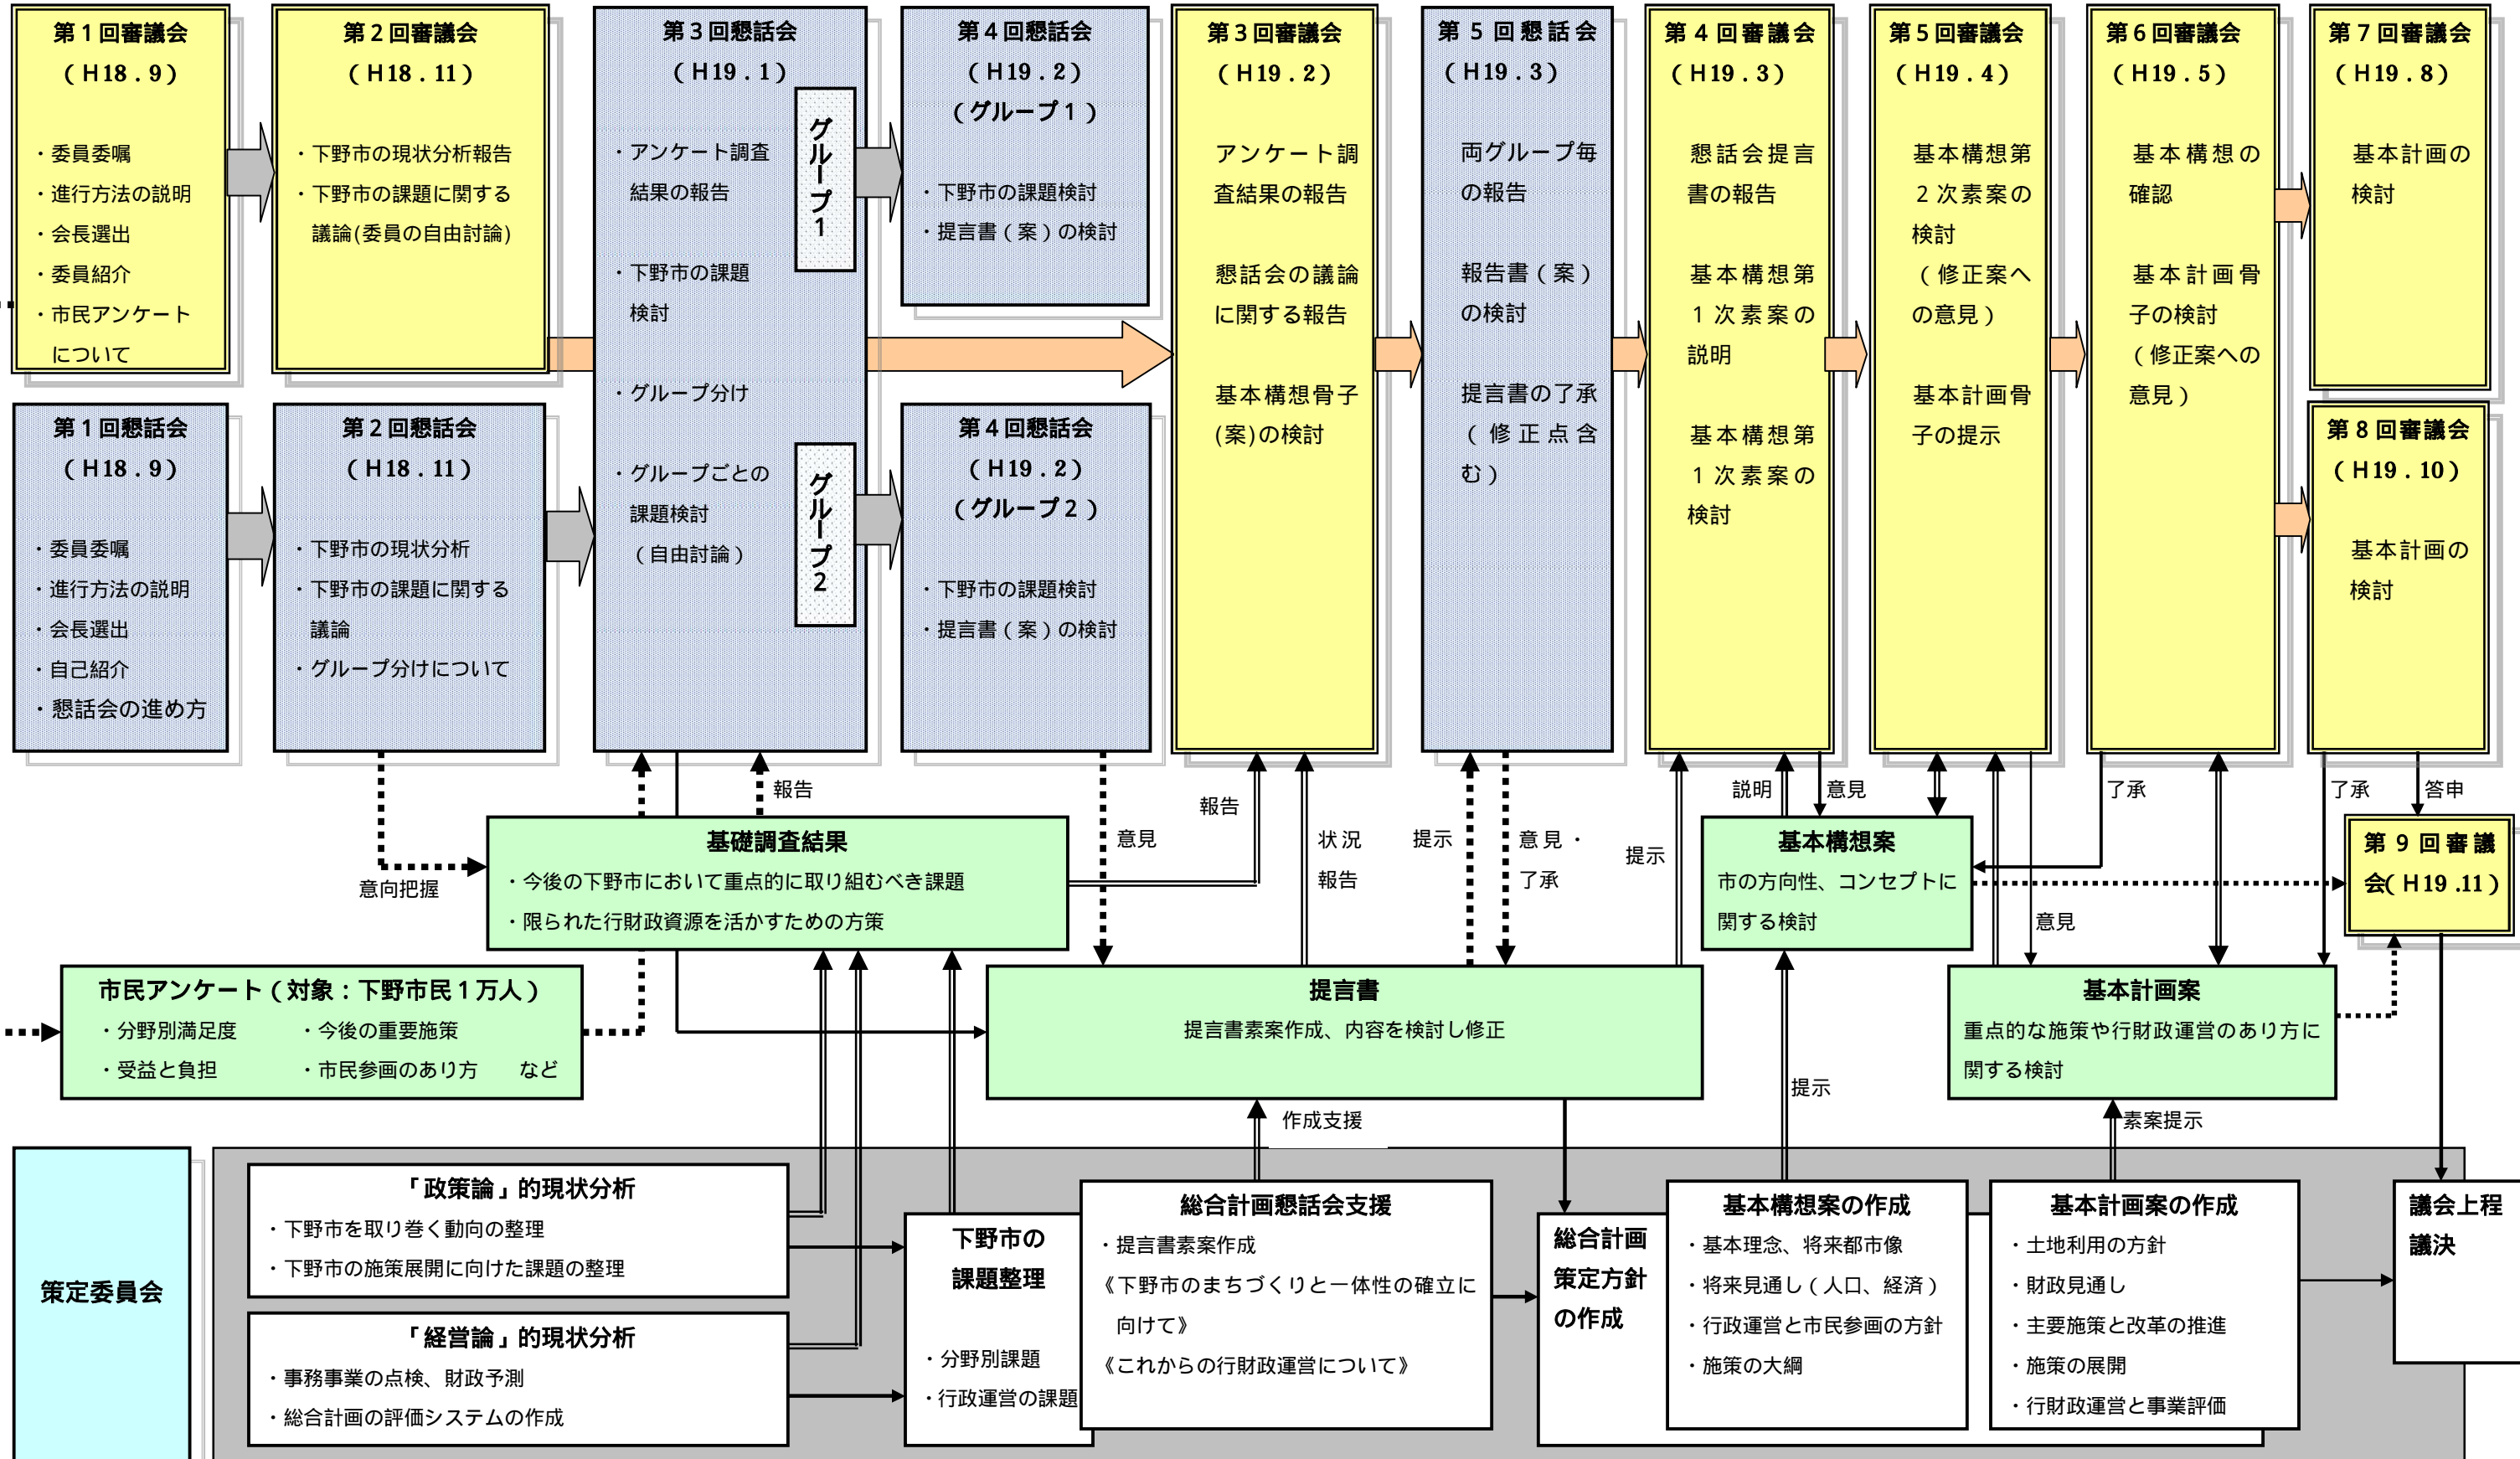 第1回審議会
（H18．9）
・委員委嘱
・進行方法の説明
・会長選出
・委員紹介
・市民アンケート
について
第2回審議会
（H18．11）
・下野市の現状分析報告
・下野市の課題に関する
議論(委員の自由討論)
第1回懇話会
（H18．9）
・委員委嘱
・進行方法の説明
・会長選出
・自己紹介
・懇話会の進め方
第2回懇話会
（H18．11）
・下野市の現状分析
・下野市の課題に関する
議論
・グループ分けについて
第3回懇話会
（H19．1）
・アンケート調査
結果の報告
・下野市の課題
検討
・グループ分け
・グループごとの
課題検討
（自由討論）
グループ1
グループ2
第4回懇話会
（H19．2）
（グループ1）
・下野市の課題検討
・提言書（案）の検討
第4回懇話会
（H19．2）
（グループ2）
・下野市の課題検討
・提言書（案）の検討
第3回審議会
（H19．2）
アンケート調
査結果の報告
懇話会の議論
に関する報告
基本構想骨子
(案)の検討
第5回懇話会
（H19．3）
両グループ毎
の報告
報告書（案）
の検討
提言書の了承
（修正点含
む）
第4回審議会
（H19．3）
懇話会提言
書の報告
基本構想第
1次素案の
説明
基本構想第
1次素案の
検討
第5回審議会
（H19．4）
基本構想第
2次素案の
検討
（修正案へ
の意見）
基本計画骨
子の提示
第6回審議会
（H19．5）
基本構想の
確認
基本計画骨
子の検討
（修正案への
意見）
第7回審議会
（H19．8）
基本計画の
検討
第8回審議会
（H19．10）
基本計画の
検討
報告
意向把握
意見
報告
状況
報告
提示
意見・
了承
提示
説明
意見
意見
了承
了承
答申
基礎調査結果
・今後の下野市において重点的に取り組むべき課題
・限られた行財政資源を活かすための方策
基本構想案
市の方向性、コンセプトに
関する検討
第9回審議
会（H19.11）
市民アンケート（対象：下野市民1万人）
・分野別満足度　・今後の重要施策
・受益と負担　・市民参画のあり方　など
提言書
提言書素案作成、内容を検討し修正
基本計画案
重点的な施策や行財政運営のあり方に
関する検討
作成支援
提示
素案提示
策定委員会
「政策論」的現状分析
・下野市を取り巻く動向の整理
・下野市の施策展開に向けた課題の整理
「経営論」的現状分析
・事務事業の点検、財政予測
・総合計画の評価システムの作成
下野市の
課題整理
・分野別課題
・行政運営の課題
総合計画懇話会支援
・提言書素案作成
《下野市のまちづくりと一体性の確立に
向けて》
《これからの行財政運営について》
総合計画
策定方針
の作成
基本構想案の作成
・基本理念、将来都市像
・将来見通し（人口、経済）
・行政運営と市民参画の方針
・施策の大綱
基本計画案の作成
・土地利用の方針
・財政見通し
・主要施策と改革の推進
・施策の展開
・行財政運営と事業評価
議会上程
議決